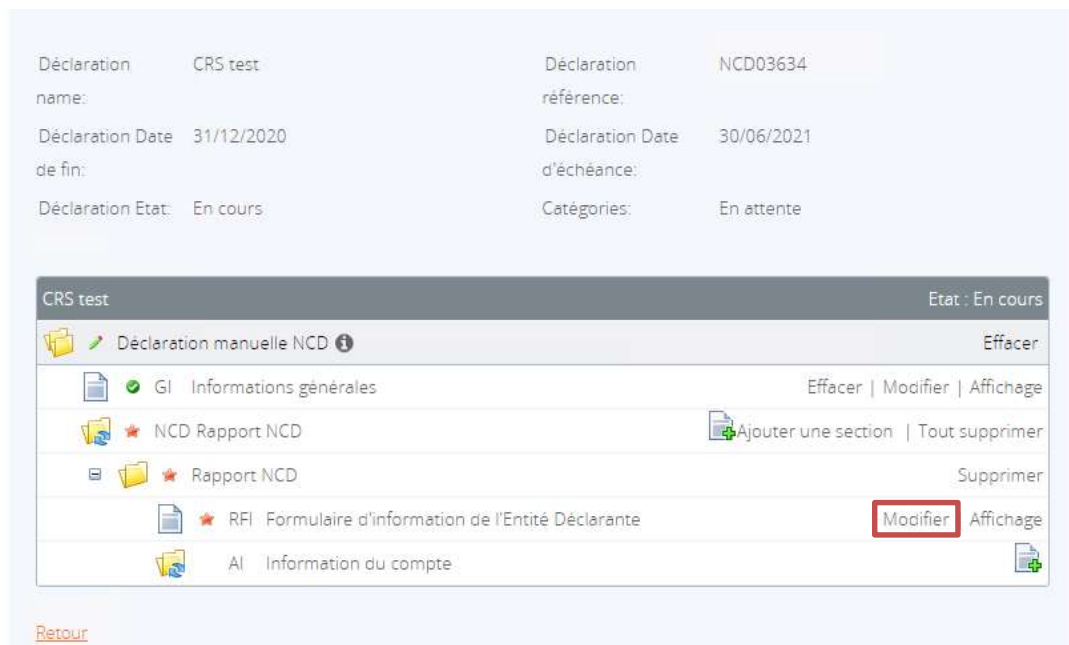 Déclaration name: CRS test Déclaration référence: NCD03634
Déclaration Date de fin: 31/12/2020 Déclaration Date d'échéance: 30/06/2021
Déclaration Etat: En cours Catégories: En attente
CRS test Etat : En cours
Déclaration manuelle NCD Effacer
GI Informations générales Effacer | Modifier | Affichage
NCD Rapport NCD Ajouter une section | Tout supprimer
Rapport NCD Supprimer
RFI Formulaire d'information de l'Entité Déclarante Modifier Affichage
AI Information du compte
Retour